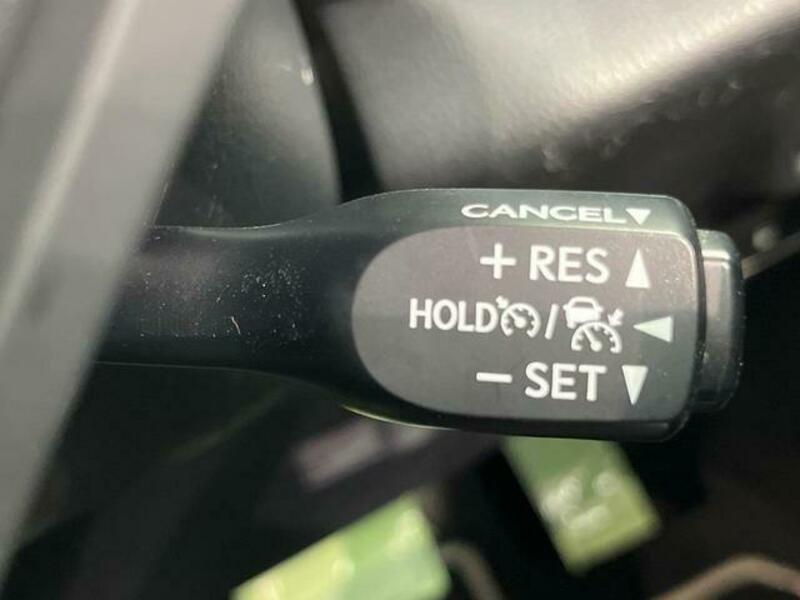 CANCEL▼
+ RES ▲
HOLD / ◀
− SET ▼